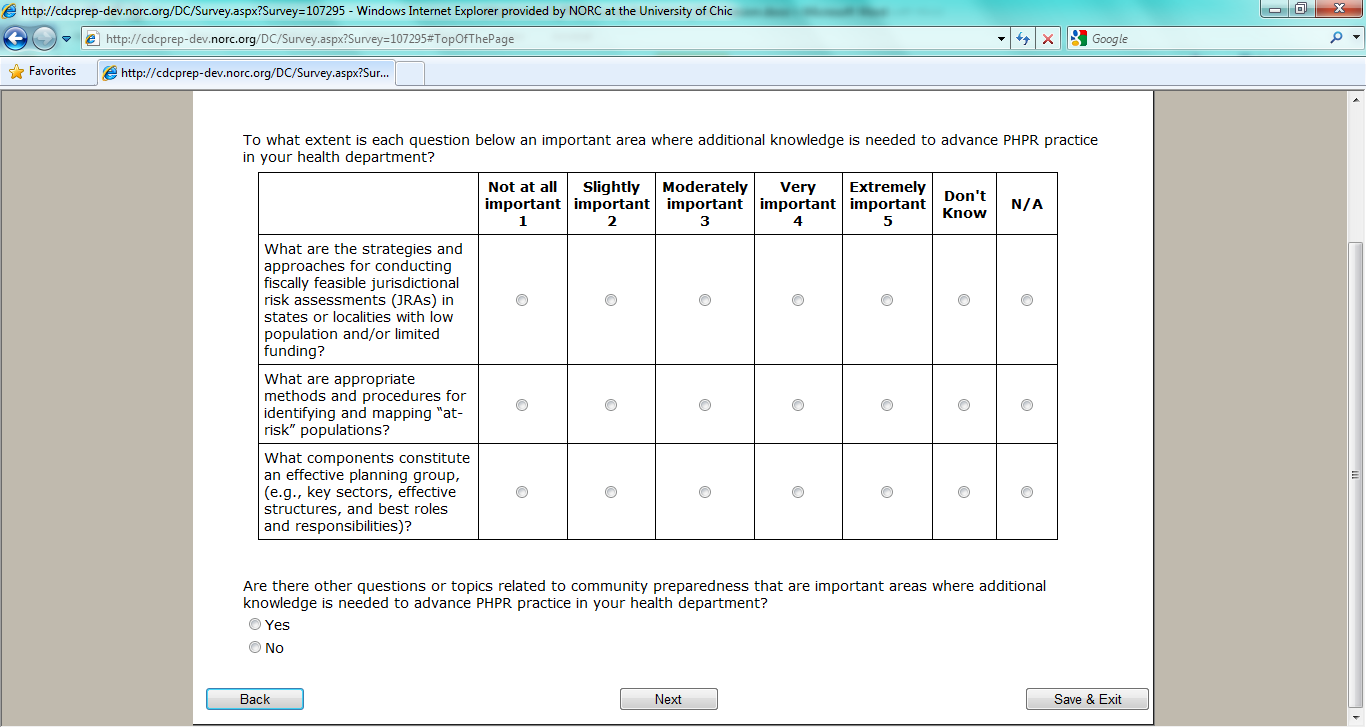 http://cdcprep-dev.norc.org/DC/Survey.aspx?Survey=107295 - Windows Internet Explorer provided by NORC at the University of Chic
http://cdcprep-dev.norc.org/DC/Survey.aspx?Survey=107295#TopOfThePage
Google
Favorites
http://cdcprep-dev.norc.org/DC/Survey.aspx?Sur...
To what extent is each question below an important area where additional knowledge is needed to advance PHPR practice
in your health department?
Not at all important 1
Slightly important 2
Moderately important 3
Very important 4
Extremely important 5
Don't Know
N/A
What are the strategies and
approaches for conducting
fiscally feasible jurisdictional
risk assessments (JRAs) in
states or localities with low
population and/or limited
funding?
What are appropriate
methods and procedures for
identifying and mapping “at-
risk” populations?
What components constitute
an effective planning group,
(e.g., key sectors, effective
structures, and best roles
and responsibilities)?
Are there other questions or topics related to community preparedness that are important areas where additional
knowledge is needed to advance PHPR practice in your health department?
Yes
No
Back
Next
Save & Exit